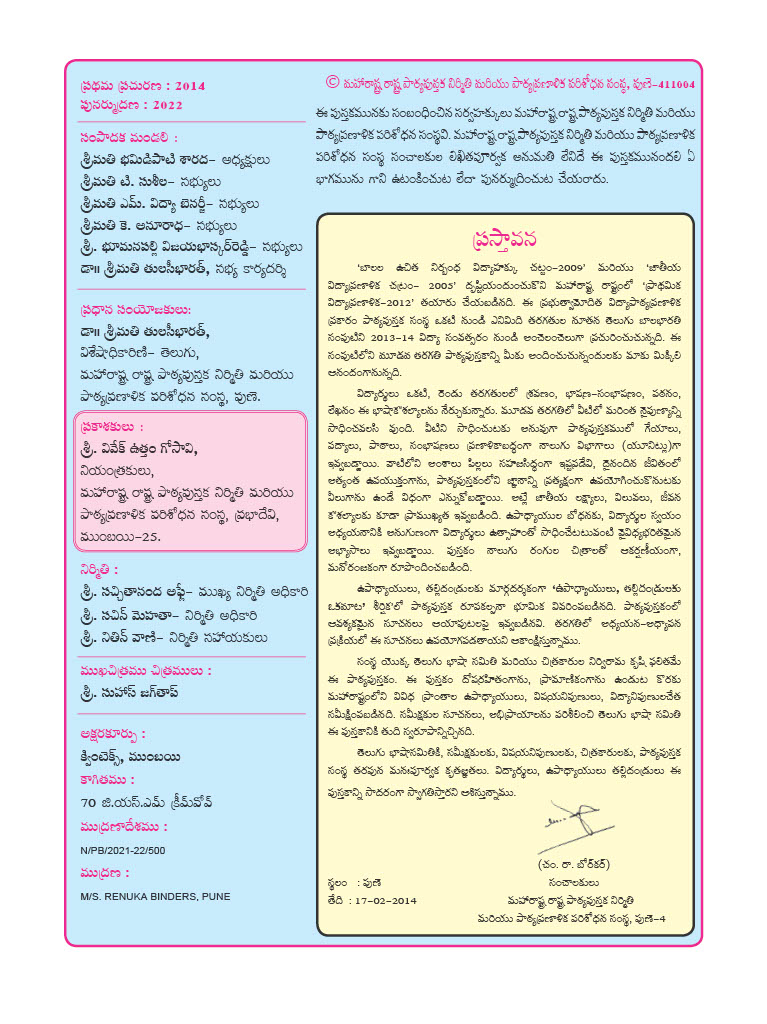 ప్రథమ ప్రచురణ : 2014
పునర్ముద్రణ : 2022
సంపాదక మండలి :
శ్రీమతి భమిడిపాటి శారద– అధ్యక్షులు
శ్రీమతి టి. సుశీల– సభ్యులు
శ్రీమతి ఎమ్. విద్యా బెనర్జీ– సభ్యులు
శ్రీమతి కె. అనూరాధ– సభ్యులు
శ్రీ. భూమనపల్లి విజయభాస్కర్‌రెడ్డి– సభ్యులు
డా॥ శ్రీమతి తులసీభారత్, సభ్య కార్యదర్శి
ప్రధాన సంయోజకులు:
డా॥ శ్రీమతి తులసీభారత్,
విశేషాధికారిణి– తెలుగు,
మహారాష్ట్ర రాష్ట్ర పాఠ్యపుస్తక నిర్మితి మరియు
పాఠ్యప్రణాళిక పరిశోధన సంస్థ, పుణె.
ప్రకాశకులు :
శ్రీ. వివేక్ ఉత్తం గోసావి,
నియంత్రకులు,
మహారాష్ట్ర రాష్ట్ర పాఠ్యపుస్తక నిర్మితి మరియు
పాఠ్యప్రణాళిక పరిశోధన సంస్థ, ప్రభాదేవి,
ముంబయి–25.
నిర్మితి :
శ్రీ. సచ్చితానంద అఫ్లే– ముఖ్య నిర్మితి అధికారి
శ్రీ. సచిన్ మెహతా– నిర్మితి అధికారి
శ్రీ. నితిన్ వాణి– నిర్మితి సహాయకులు
ముఖచిత్రము చిత్రములు :
శ్రీ. సుహాస్ జగ్‌తాప్
అక్షరకూర్పు :
క్వింటెక్స్, ముంబయి
కాగితము :
70 జి.యస్.ఎమ్ క్రీమ్‌వోవ్
ముద్రణాదేశము :
N/PB/2021-22/500
ముద్రణ :
M/S. RENUKA BINDERS, PUNE
© మహారాష్ట్ర రాష్ట్ర పాఠ్యపుస్తక నిర్మితి మరియు పాఠ్యప్రణాళిక పరిశోధన సంస్థ, పుణె–411004
ఈ పుస్తకమునకు సంబంధించిన సర్వహక్కులు మహారాష్ట్ర రాష్ట్ర పాఠ్యపుస్తక నిర్మితి మరియు
పాఠ్యప్రణాళిక పరిశోధన సంస్థవి. మహారాష్ట్ర రాష్ట్ర పాఠ్యపుస్తక నిర్మితి మరియు పాఠ్యప్రణాళిక
పరిశోధన సంస్థ సంచాలకుల లిఖితపూర్వక అనుమతి లేనిదే ఈ పుస్తకమునందలి ఏ
భాగమును గాని ఉటంకించుట లేదా పునర్ముద్రించుట చేయరాదు.
ప్రస్తావన
‘బాలల ఉచిత నిర్బంధ విద్యాహక్కు చట్టం–2009’ మరియు ‘జాతీయ
విద్యాప్రణాళిక చట్రం– 2005’ దృష్టియందుంచుకొని మహారాష్ట్ర రాష్ట్రంలో ‘ప్రాథమిక
విద్యాప్రణాళిక–2012’ తయారు చేయబడినది. ఈ ప్రభుత్వామోదిత విద్యాపాఠ్యప్రణాళిక
ప్రకారం పాఠ్యపుస్తక సంస్థ ఒకటి నుండి ఎనిమిది తరగతుల నూతన తెలుగు బాలభారతి
సంపుటిని 2013–14 విద్యా సంవత్సరం నుండి అంచెలంచెలుగా ప్రచురించుచున్నది. ఈ
సంపుటిలోని మూడవ తరగతి పాఠ్యపుస్తకాన్ని మీకు అందించుచున్నందులకు మాకు మిక్కిలి
ఆనందంగానున్నది.
విద్యార్థులు ఒకటి, రెండు తరగతులలో శ్రవణం, భాషణ–సంభాషణం, పఠనం,
లేఖనం ఈ భాషాకౌశల్యాలను నేర్చుకున్నారు. మూడవ తరగతిలో వీటిలో మరింత నైపుణ్యాన్ని
సాధించవలసి వుంది. వీటిని సాధించుటకు అనువుగా పాఠ్యపుస్తకములో గేయాలు,
పద్యాలు, పాఠాలు, సంభాషణలు ప్రణాళికాబద్ధంగా నాలుగు విభాగాలు (యూనిట్లు)గా
ఇవ్వబడ్డాయి. వాటిలోని అంశాలు పిల్లలు సహజసిద్ధంగా ఇష్టపడేవి, దైనందిన జీవితంలో
అత్యంత ఉపయుక్తంగాను, పాఠ్యపుస్తకంలోని జ్ఞానాన్ని ప్రత్యక్షంగా ఉపయోగించుకొనుటకు
వీలుగాను ఉండే విధంగా ఎన్నుకోబడ్డాయి. అట్లే జాతీయ లక్ష్యాలు, విలువలు, జీవన
కౌశల్యాలకు కూడా ప్రాముఖ్యత ఇవ్వబడింది. ఉపాధ్యాయుల బోధనకు, విద్యార్థుల స్వయం
అధ్యయనానికి అనుగుణంగా విద్యార్థులు ఉత్సాహంతో సాధించేటటువంటి వైవిధ్యభరితమైన
అభ్యాసాలు ఇవ్వబడ్డాయి. పుస్తకం నాలుగు రంగుల చిత్రాలతో ఆకర్షణీయంగా,
మనోరంజకంగా రూపొందించబడింది.
ఉపాధ్యాయులు, తల్లిదండ్రులకు మార్గదర్శకంగా ‘ఉపాధ్యాయులు, తల్లిదండ్రులకు
ఒకమాట’ శీర్షికలో పాఠ్యపుస్తక రూపకల్పనా భూమిక వివరింపబడినది. పాఠ్యపుస్తకంలో
ఆవశ్యకమైన సూచనలు ఆయాపుటలపై ఇవ్వబడినవి. తరగతిలో అధ్యయన–అధ్యాపన
ప్రక్రియలో ఈ సూచనలు ఉపయోగపడతాయని ఆకాంక్షిస్తున్నాము.
సంస్థ యొక్క తెలుగు భాషా సమితి మరియు చిత్రకారుల నిర్విరామ కృషి ఫలితమే
ఈ పాఠ్యపుస్తకం. ఈ పుస్తకం దోషరహితంగాను, ప్రామాణికంగాను ఉండుట కొరకు
మహారాష్ట్రంలోని వివిధ ప్రాంతాల ఉపాధ్యాయులు, విషయనిపుణులు, విద్యానిపుణులచేత
సమీక్షింపబడినది. సమీక్షకుల సూచనలు, అభిప్రాయాలను పరిశీలించి తెలుగు భాషా సమితి
ఈ పుస్తకానికి తుది స్వరూపాన్నిచ్చినది.
తెలుగు భాషాసమితికి, సమీక్షకులకు, విషయనిపుణులకు, చిత్రకారులకు, పాఠ్యపుస్తక
సంస్థ తరపున మనఃపూర్వక కృతజ్ఞతలు. విద్యార్థులు, ఉపాధ్యాయులు తల్లిదండ్రులు ఈ
పుస్తకాన్ని సాదరంగా స్వాగతిస్తారని ఆశిస్తున్నాము.
(చం. రా. బోర్‌కర్)
స్థలం : పుణె సంచాలకులు
తేది : 17–02–2014 మహారాష్ట్ర రాష్ట్ర పాఠ్యపుస్తక నిర్మితి
మరియు పాఠ్యప్రణాళిక పరిశోధన సంస్థ, పుణె–4